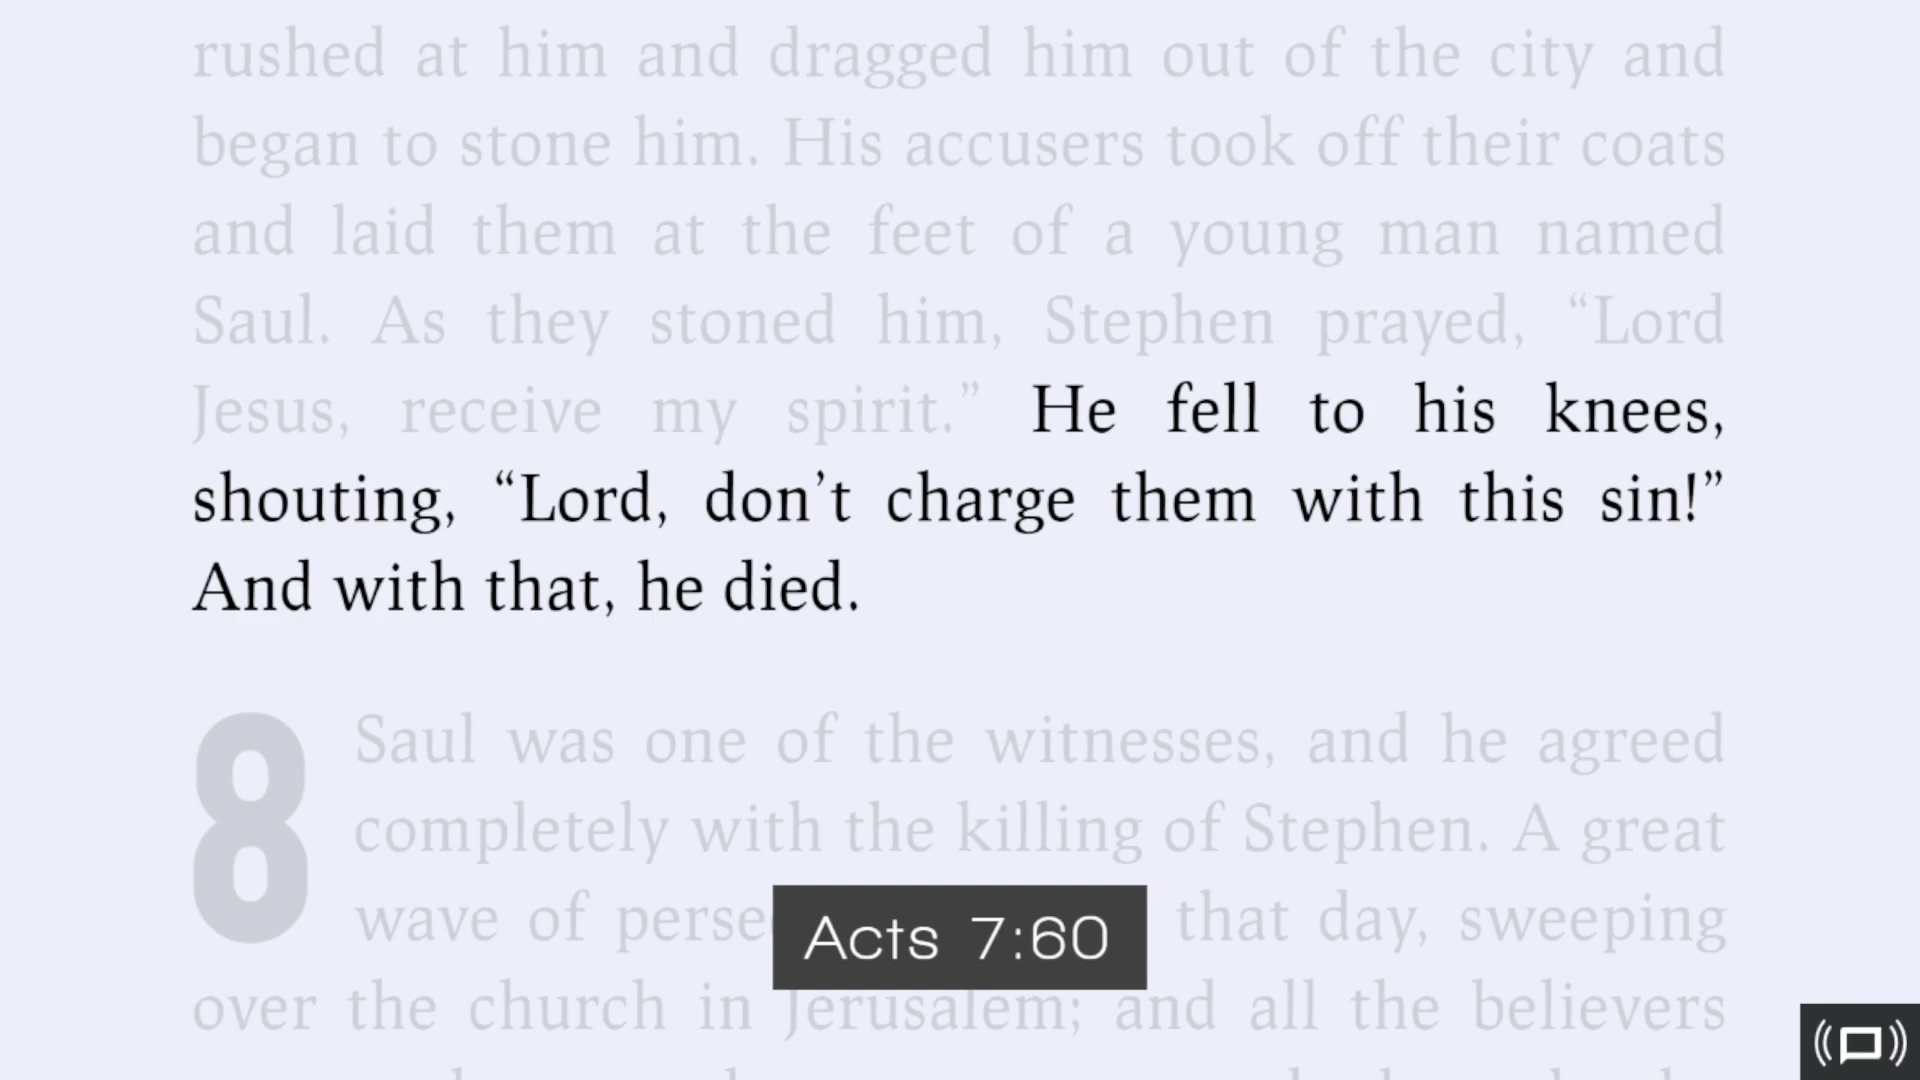 rushed at him and dragged him out of the city and
began to stone him. His accusers took off their coats
and laid them at the feet of a young man named
Saul. As they stoned him, Stephen prayed, “Lord
Jesus, receive my spirit.” He fell to his knees,
shouting, “Lord, don’t charge them with this sin!”
And with that, he died.
8
Saul was one of the witnesses, and he agreed
completely with the killing of Stephen. A great
wave of that day, sweeping
Acts 7:60
over the church in Jerusalem; and all the believers